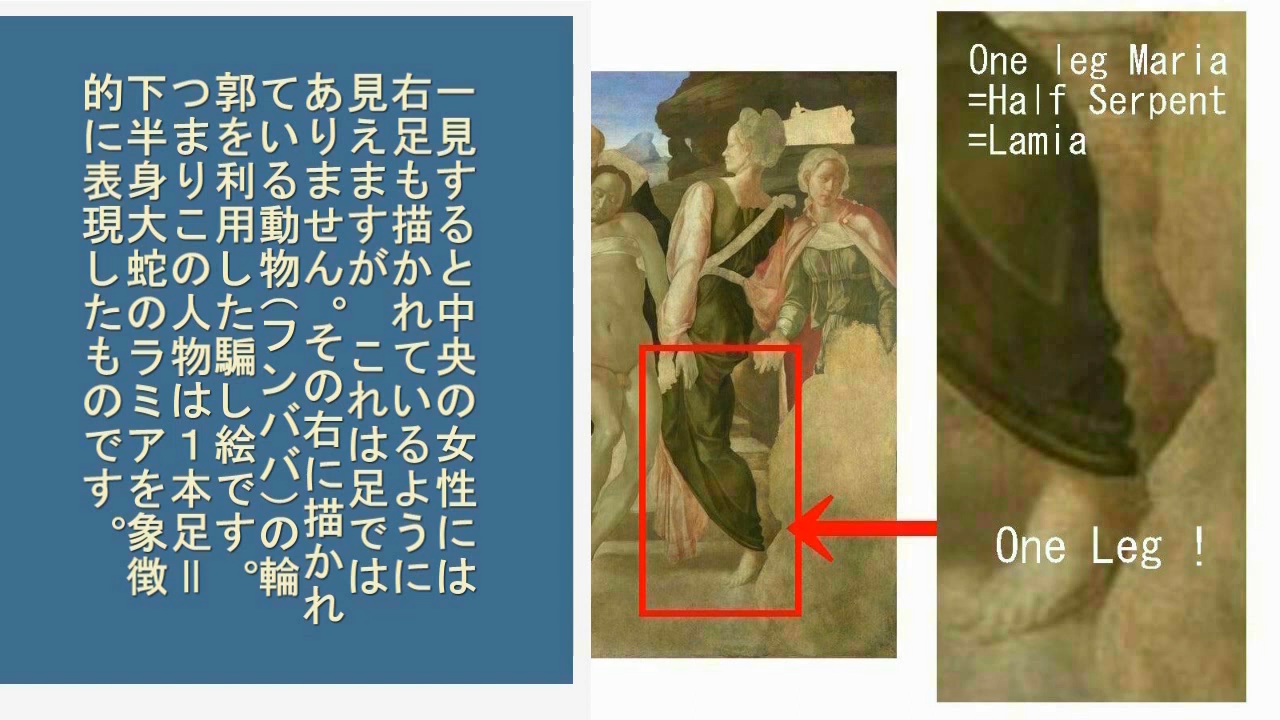 一見すると中央の女性には
右足も描かれているように
見えますが　これは足では
ありません。その右に描かれ
ている動物（フンババ）の輪
郭を利用した騙し絵です。
つまりこの人物は１本足＝
下半身大蛇のラミアを象徴
的に表現したものです。
One leg Maria
=Half Serpent
=Lamia
One Leg !